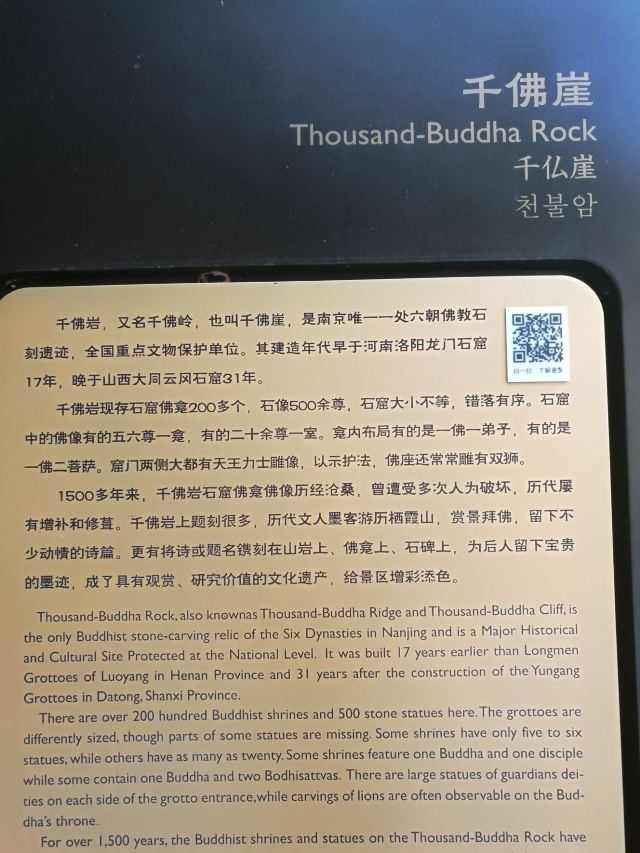 千佛崖
Thousand-Buddha Rock
千仏崖
천불암
千佛岩，又名千佛岭，也叫千佛崖，是南京唯一一处六朝佛教石
刻遗迹，全国重点文物保护单位。其建造年代早于河南洛阳龙门石窟
17年，晚于山西大同云冈石窟31年。
扫一扫，了解更多
千佛岩现存石窟佛龛200多个，石像500余尊，石窟大小不等，错落有序。石窟
中的佛像有的五六尊一龛，有的二十余尊一室。龛内布局有的是一佛一弟子，有的是
一佛二菩萨。窟门两侧大都有天王力士雕像，以示护法，佛座还常常雕有双狮。
1500多年来，千佛岩石窟佛龛佛像历经沧桑，曾遭受多次人为破坏，历代屡
有增补和修葺。千佛岩上题刻很多，历代文人墨客游历栖霞山，赏景拜佛，留下不
少动情的诗篇。更有将诗或题名镌刻在山岩上、佛龛上、石碑上，为后人留下宝贵
的墨迹，成了具有观赏、研究价值的文化遗产，给景区增彩添色。
Thousand-Buddha Rock, also knownas Thousand-Buddha Ridge and Thousand-Buddha Cliff, is
the only Buddhist stone-carving relic of the Six Dynasties in Nanjing and is a Major Historical
and Cultural Site Protected at the National Level. It was built 17 years earlier than Longmen
Grottoes of Luoyang in Henan Province and 31 years after the construction of the Yungang
Grottoes in Datong, Shanxi Province.
There are over 200 hundred Buddhist shrines and 500 stone statues here. The grottoes are
differently sized, though parts of some statues are missing. Some shrines have only five to six
statues, while others have as many as twenty. Some shrines feature one Buddha and one disciple
while some contain one Buddha and two Bodhisattvas. There are large statues of guardians dei-
ties on each side of the grotto entrance, while carvings of lions are often observable on the Bud-
dha's throne.
For over 1,500 years, the Buddhist shrines and statues on the Thousand-Buddha Rock have